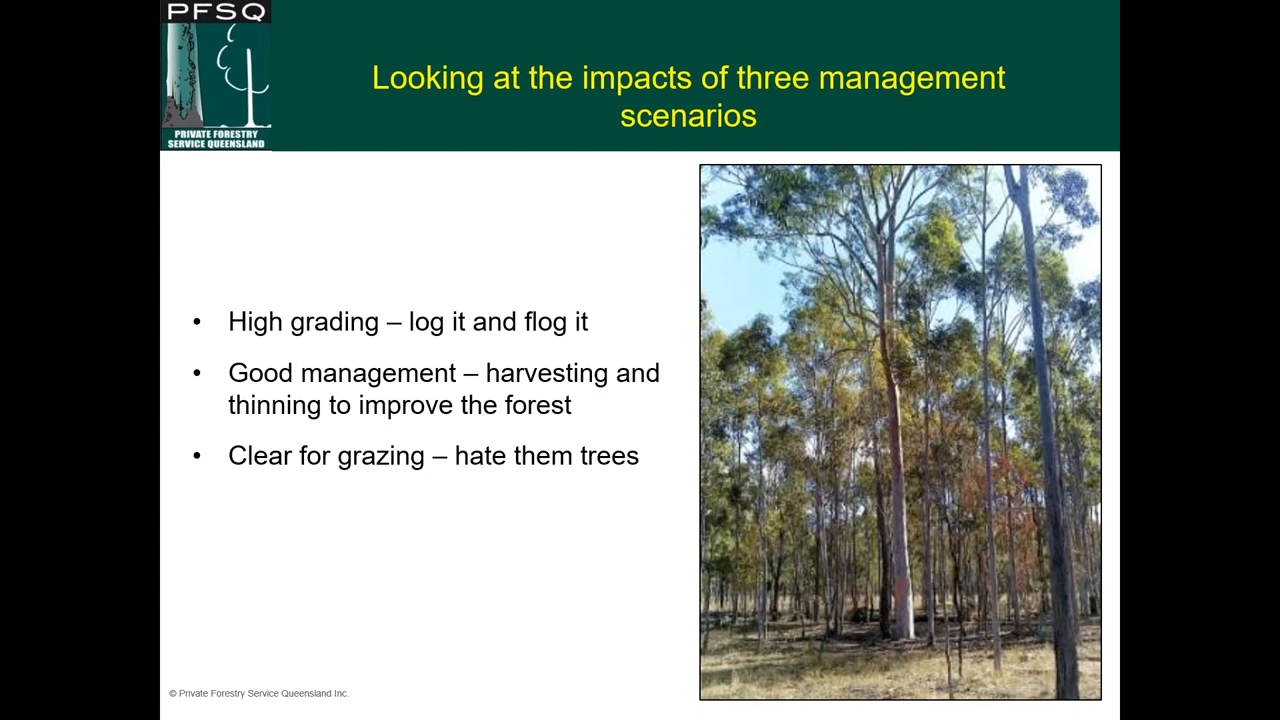 PFSQ
PRIVATE FORESTRY
SERVICE QUEENSLAND
Looking at the impacts of three management
scenarios
• High grading – log it and flog it
• Good management – harvesting and
thinning to improve the forest
• Clear for grazing – hate them trees
© Private Forestry Service Queensland Inc.